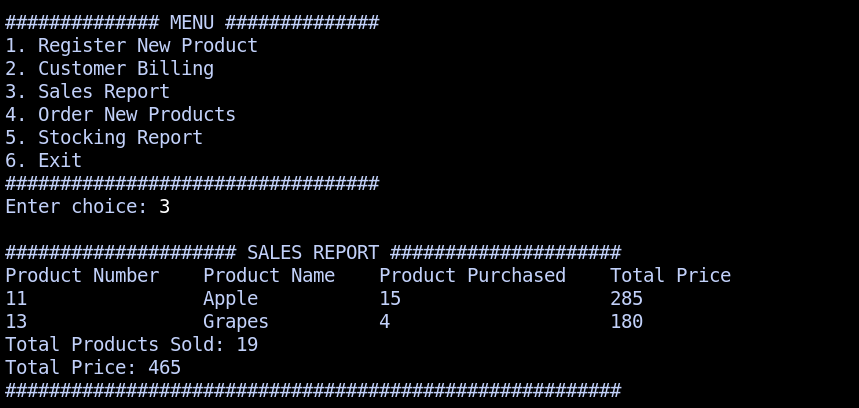 ############## MENU ##############
1. Register New Product
2. Customer Billing
3. Sales Report
4. Order New Products
5. Stocking Report
6. Exit
##################################
Enter choice: 3
##################### SALES REPORT #####################
Product Number    Product Name    Product Purchased    Total Price
11                Apple           15                   285
13                Grapes          4                    180
Total Products Sold: 19
Total Price: 465
########################################################